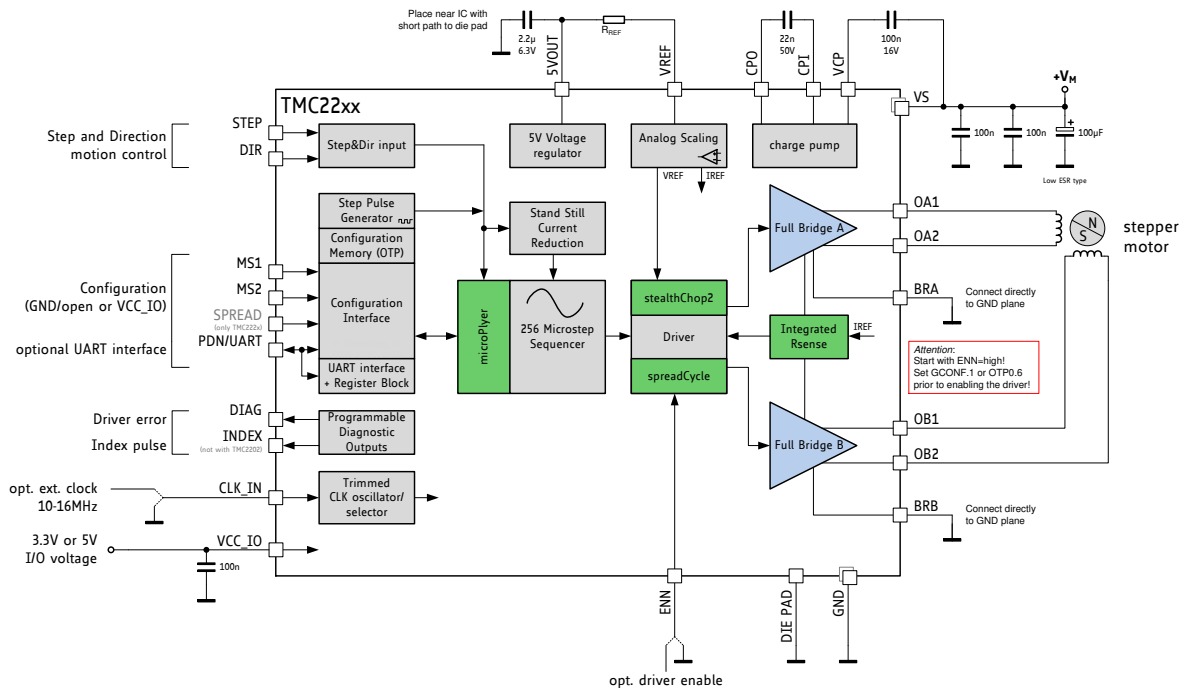 Place near IC with
short path to die pad
2.2µ
6.3V
5VOUT
RREF
VREF
22n
50V
CPO
CPI
VCP
100n
16V
+VM
VS
100n
100n
+
100µF
Low ESR type
TMC22xx
Step and Direction
motion control
STEP
DIR
Step&Dir input
5V Voltage
regulator
Analog Scaling
VREF
IREF
charge pump
Step Pulse
Generator
Configuration
Memory (OTP)
Stand Still
Current
Reduction
Full Bridge A
OA1
OA2
N
S
stepper
motor
Configuration
(GND/open or VCC_IO)
optional UART interface
MS1
MS2
SPREAD
(only TMC222x)
PDN/UART
Configuration
Interface
UART interface
+ Register Block
microPlyer
256 Microstep
Sequencer
stealthChop2
Driver
spreadCycle
Integrated
Rsense
IREF
BRA
Connect directly
to GND plane
Attention:
Start with ENN=high!
Set GCONF.1 or OTP0.6
prior to enabling the driver!
Driver error
Index pulse
DIAG
INDEX
(not with TMC2202)
Programmable
Diagnostic
Outputs
Full Bridge B
OB1
OB2
opt. ext. clock
10-16MHz
CLK_IN
Trimmed
CLK oscillator/
selector
BRB
Connect directly
to GND plane
3.3V or 5V
I/O voltage
VCC_IO
100n
ENN
DIE PAD
GND
opt. driver enable